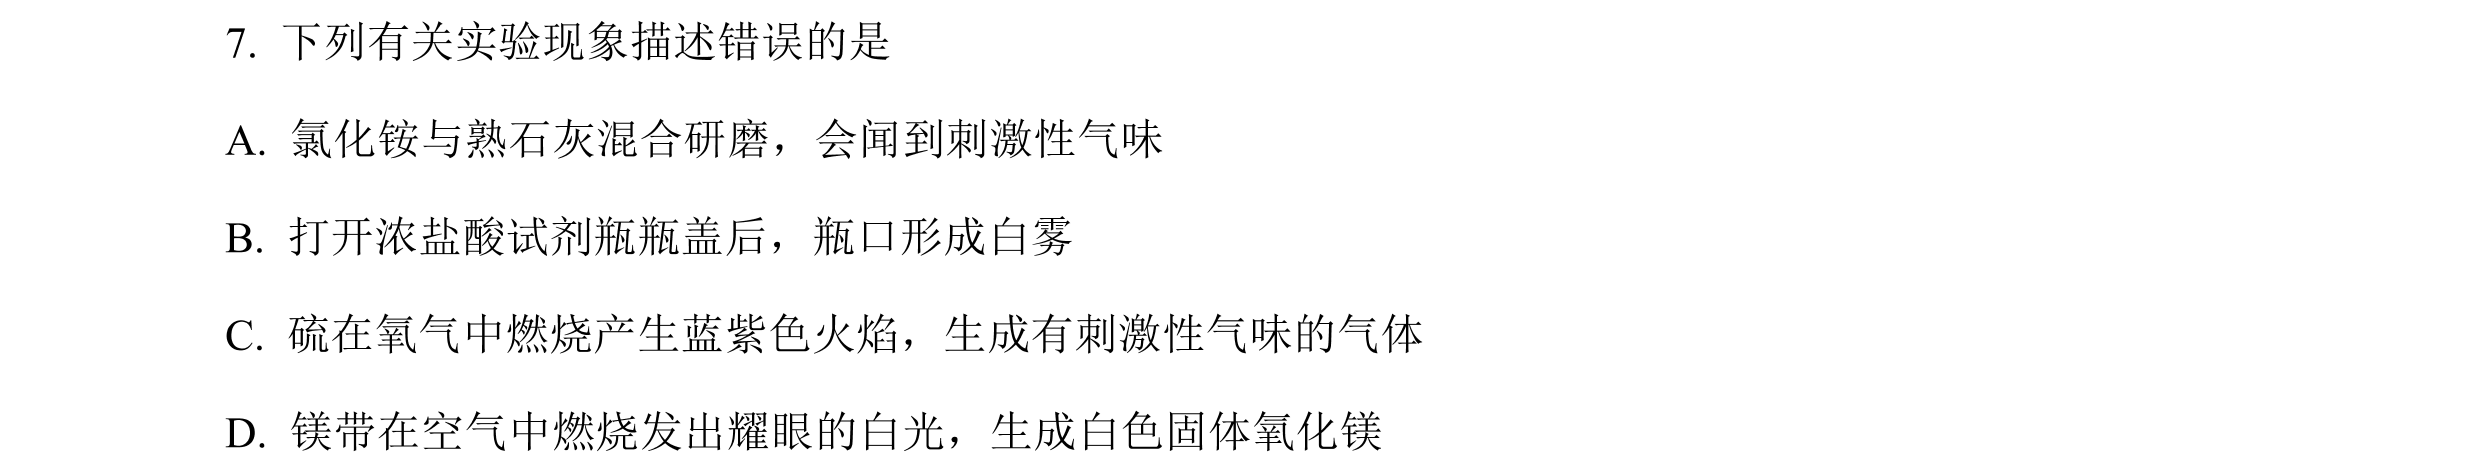 7. 下列有关实验现象描述错误的是
A. 氯化铵与熟石灰混合研磨，会闻到刺激性气味
B. 打开浓盐酸试剂瓶瓶盖后，瓶口形成白雾
C. 硫在氧气中燃烧产生蓝紫色火焰，生成有刺激性气味的气体
D. 镁带在空气中燃烧发出耀眼的白光，生成白色固体氧化镁